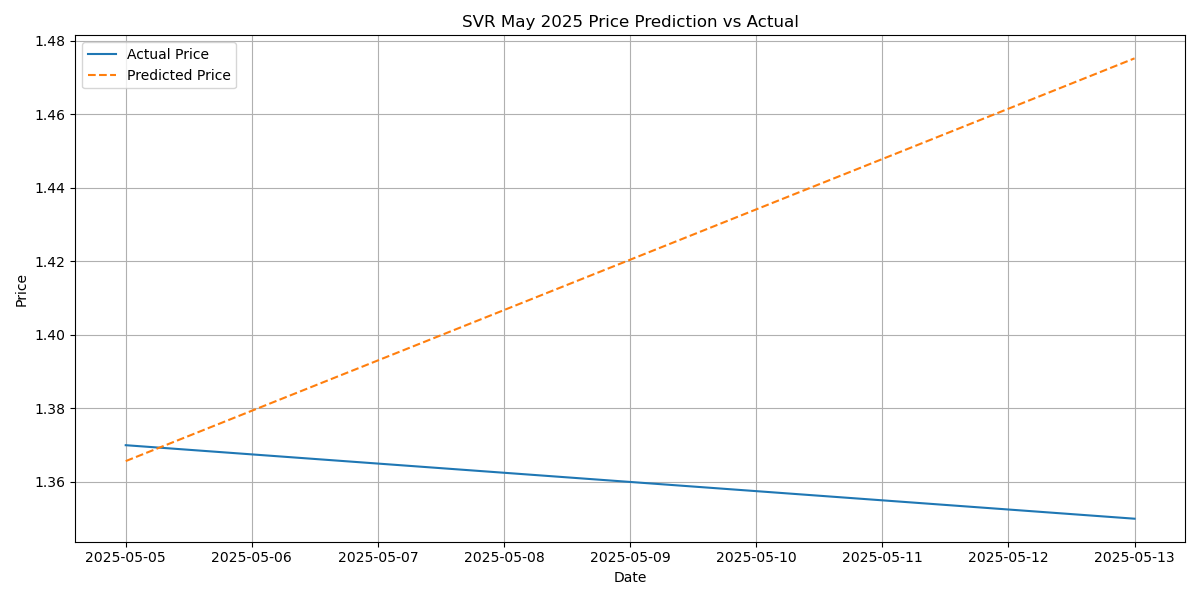 SVR May 2025 Price Prediction vs Actual
Actual Price
Predicted Price
1.48
1.46
1.44
1.42
1.40
1.38
1.36
Price
2025-05-05 2025-05-06 2025-05-07 2025-05-08 2025-05-09 2025-05-10 2025-05-11 2025-05-12 2025-05-13
Date